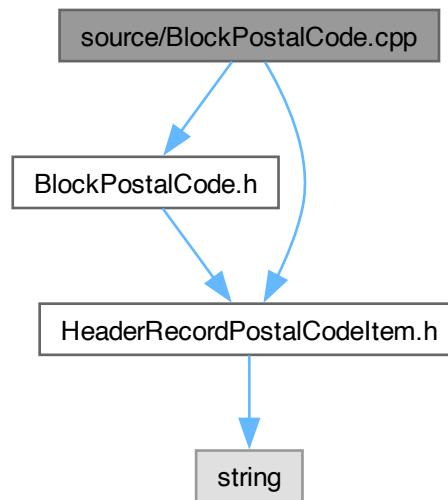 source/BlockPostalCode.cpp
BlockPostalCode.h
HeaderRecordPostalCodeItem.h
string